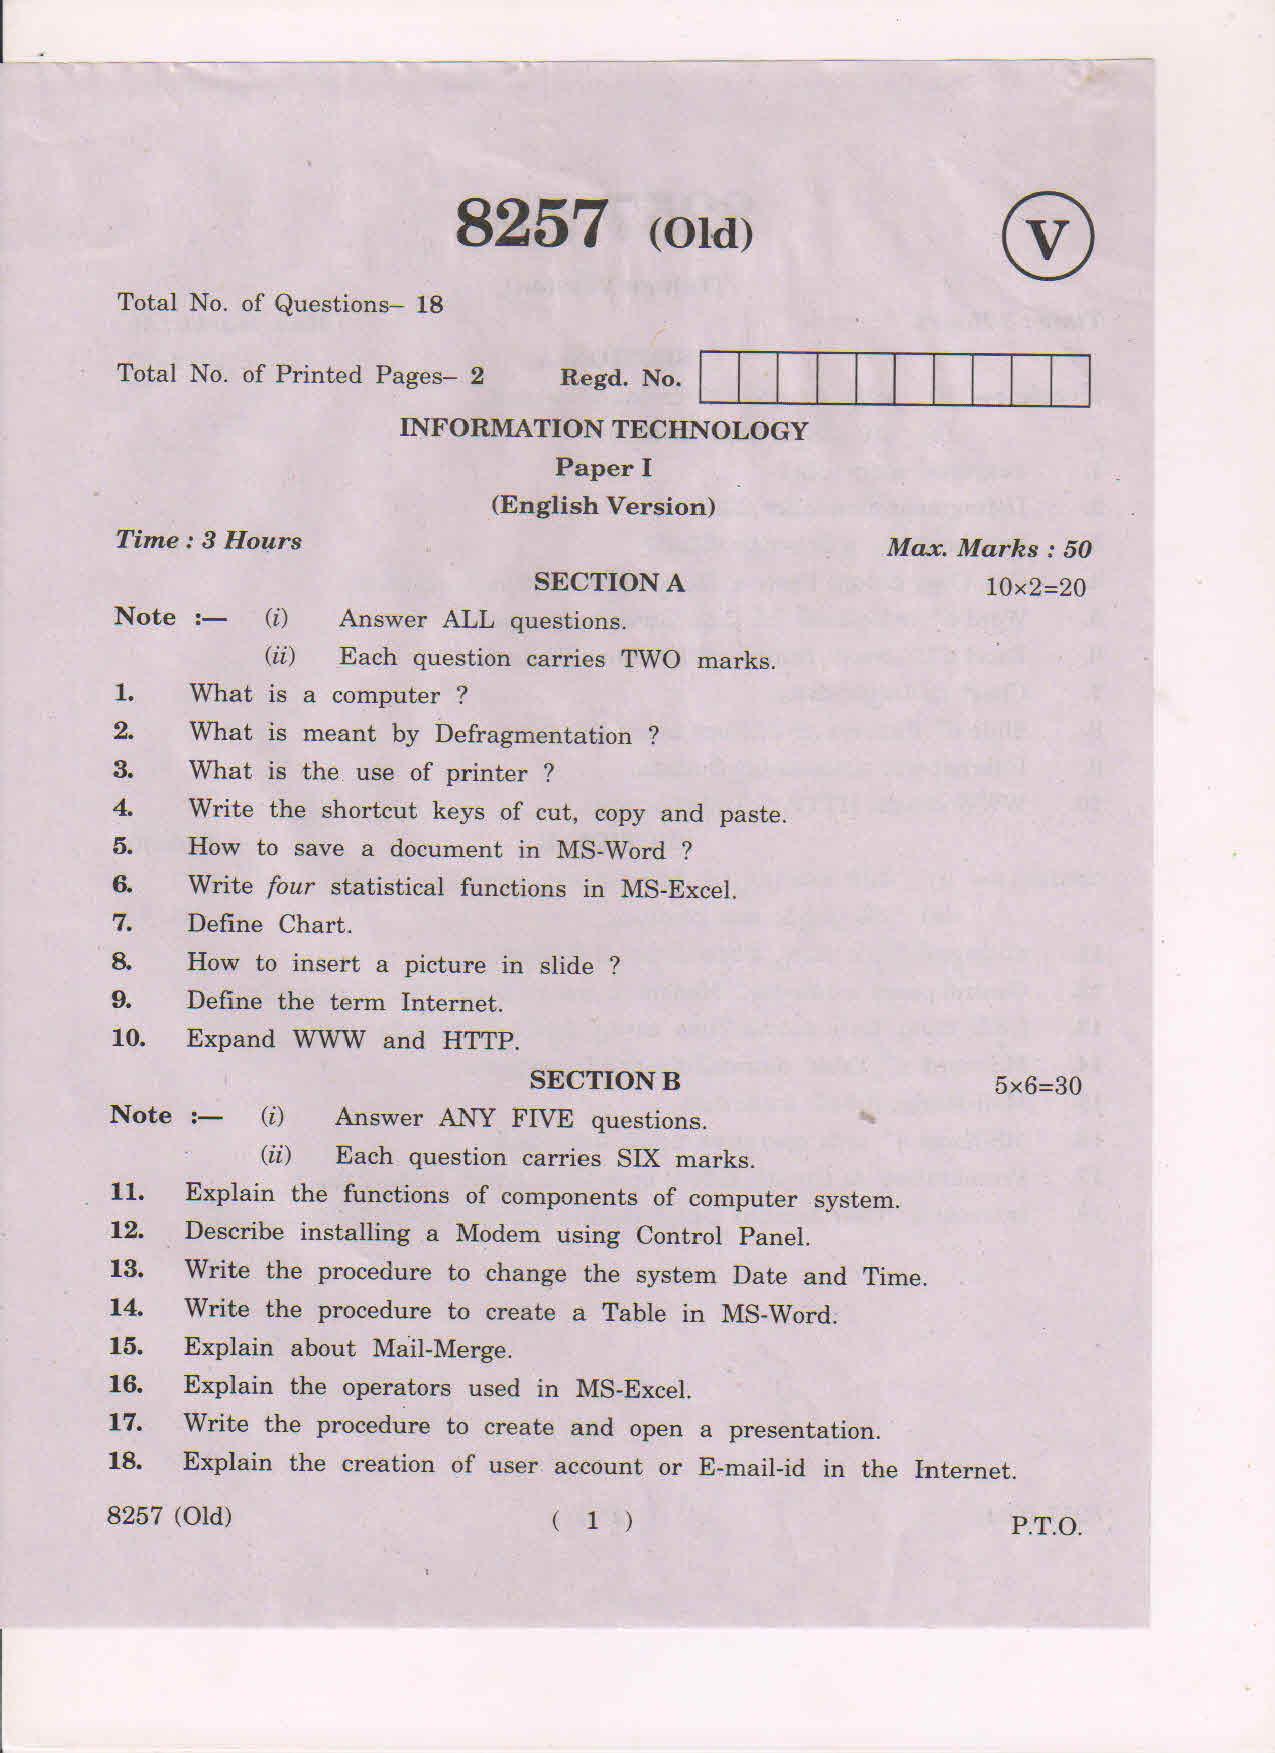 8257 (Old)
V
Total No. of Questions– 18
Total No. of Printed Pages– 2 Regd. No.
INFORMATION TECHNOLOGY
Paper I
(English Version)
Time : 3 Hours Max. Marks : 50
SECTION A 10×2=20
Note :— (i) Answer ALL questions.
(ii) Each question carries TWO marks.
1. What is a computer ?
2. What is meant by Defragmentation ?
3. What is the use of printer ?
4. Write the shortcut keys of cut, copy and paste.
5. How to save a document in MS-Word ?
6. Write four statistical functions in MS-Excel.
7. Define Chart.
8. How to insert a picture in slide ?
9. Define the term Internet.
10. Expand WWW and HTTP.
SECTION B 5×6=30
Note :— (i) Answer ANY FIVE questions.
(ii) Each question carries SIX marks.
11. Explain the functions of components of computer system.
12. Describe installing a Modem using Control Panel.
13. Write the procedure to change the system Date and Time.
14. Write the procedure to create a Table in MS-Word.
15. Explain about Mail-Merge.
16. Explain the operators used in MS-Excel.
17. Write the procedure to create and open a presentation.
18. Explain the creation of user account or E-mail-id in the Internet.
8257 (Old) ( 1 ) P.T.O.